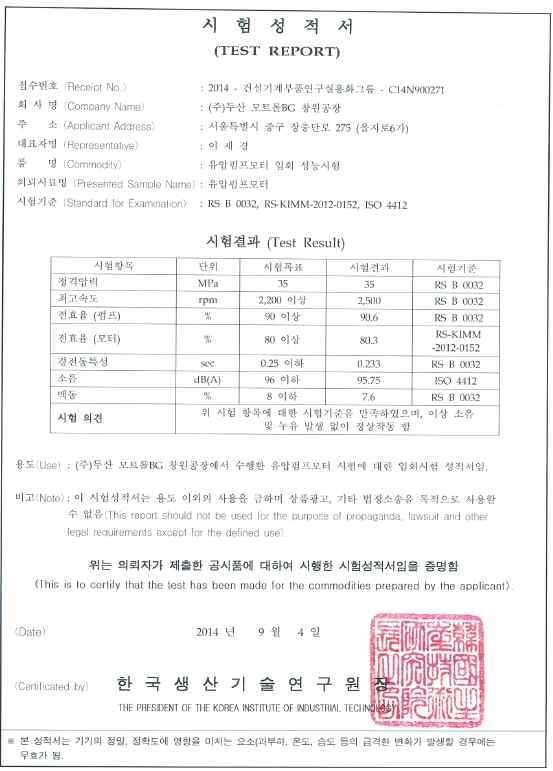 시 험 성 적 서
(TEST REPORT)
접수번호 (Receipt No.) : 2014 - 건설기계부품연구실용화그룹 - C14N900271
회 사 명 (Company Name) : (주)두산 모트롤BG 창원공장
주 소 (Applicant Address) : 서울특별시 중구 장충단로 275 (을지로6가)
대표자명 (Representative) : 이 재 경
품 명 (Commodity) : 유압펌프모터 입회 성능시험
의뢰시료명 (Presented Sample Name) : 유압펌프모터
시험기준 (Standard for Examination) : RS B 0032, RS-KIMM-2012-0152, ISO 4412
시험결과 (Test Result)
시험항목 단위 시험목표 시험결과 시험기준
정격압력 MPa 35 35 RS B 0032
최고속도 rpm 2,200 이상 2,500 RS B 0032
전효율 (펌프) % 90 이상 90.6 RS B 0032
전효율 (모터) % 80 이상 80.3 RS-KIMM
-2012-0152
경전동특성 sec 0.25 이하 0.233 RS B 0032
소음 dB(A) 96 이하 95.75 ISO 4412
맥동 % 8 이하 7.6 RS B 0032
시험 의견 위 시험 항목에 대한 시험기준을 만족하였으며, 이상 소음
및 누유 발생 없이 정상작동 함
용도(Use) : (주)두산 모트롤BG 창원공장에서 수행한 유압펌프모터 시험에 대한 입회시험 성적서임.
비고(Note) : 이 시험성적서는 용도 이외의 사용을 금하며 상품광고, 기타 법정소송을 목적으로 사용할
수 없음(This report should not be used for the purpose of propaganda, lawsuit and other
legal requirements except for the defined use).
위는 의뢰자가 제출한 공시품에 대하여 시행한 시험성적서임을 증명함
(This is to certify that the test has been made for the commodities prepared by the applicant).
(Date) 2014 년 9 월 4 일
(Certified by) 한 국 생 산 기 술 연 구 원 장
THE PRESIDENT OF THE KOREA INSTITUTE OF INDUSTRIAL TECHNOLOGY
※ 본 성적서는 기기의 정밀, 정확도에 영향을 미치는 요소(과부하, 온도, 습도 등의 급격한 변화가 발생할 경우에는
무효가 됨.